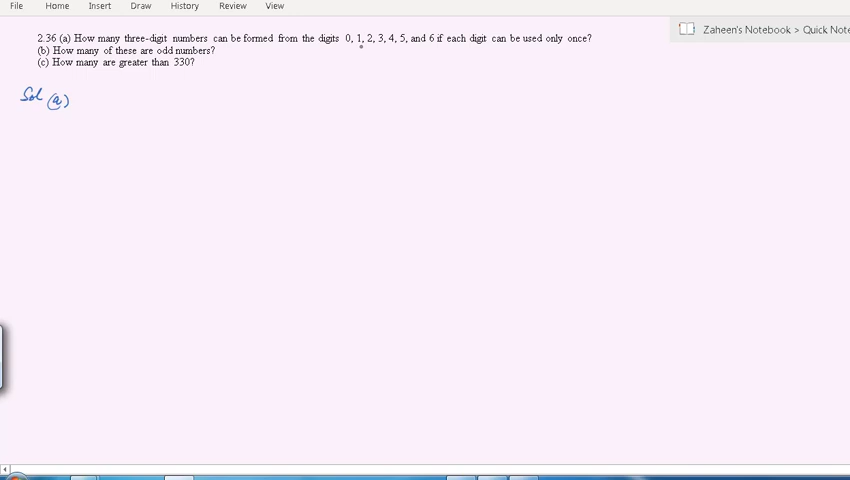 File Home Insert Draw History Review View
Zaheen's Notebook > Quick Note
2.36 (a) How many three-digit numbers can be formed from the digits 0, 1, 2, 3, 4, 5, and 6 if each digit can be used only once?
(b) How many of these are odd numbers?
(c) How many are greater than 330?
Sol (a)